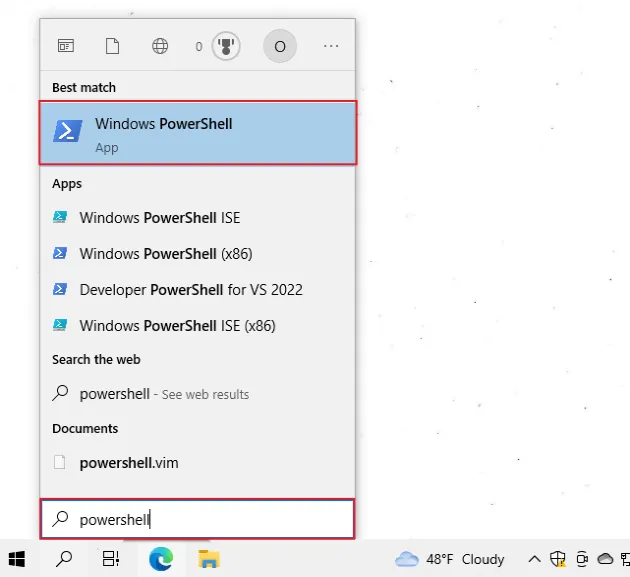 0
O
...
Best match
Windows PowerShell
App
Apps
Windows PowerShell ISE
Windows PowerShell (x86)
Developer PowerShell for VS 2022
Windows PowerShell ISE (x86)
Search the web
powershell - See web results
Documents
powershell.vim
powershell
48°F Cloudy